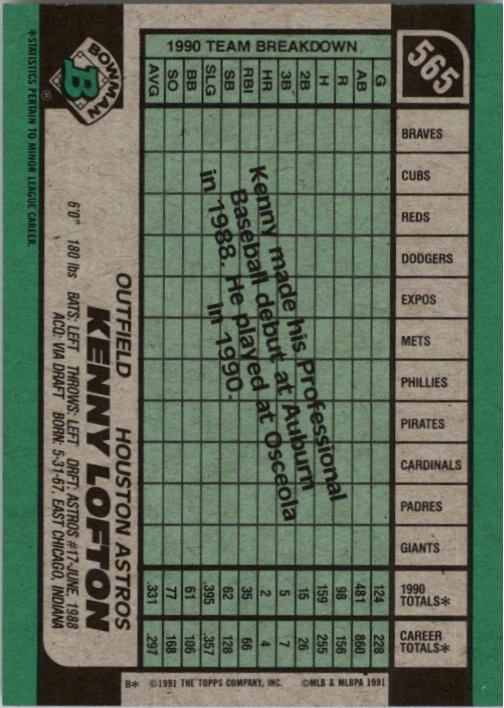 565
BOWMAN
B
®
KENNY LOFTON
OUTFIELD HOUSTON ASTROS
6'0" 180 lbs BATS: LEFT THROWS: LEFT DRFT: ASTROS #17-JUNE, 1988
ACQ: VIA DRAFT BORN: 5-31-67, EAST CHICAGO, INDIANA
*STATISTICS PERTAIN TO MINOR LEAGUE CAREER.
1990 TEAM BREAKDOWN
G AB R H 2B 3B HR RBI SB SLG BB SO AVG
BRAVES
CUBS
REDS
DODGERS
EXPOS
METS
PHILLIES
PIRATES
CARDINALS
PADRES
GIANTS
1990 TOTALS* 124 481 98 159 15 5 2 35 62 .395 61 77 .331
CAREER TOTALS* 228 860 156 255 26 7 4 66 128 .357 106 168 .297
Kenny made his Professional
Baseball debut at Auburn
in 1988. He played at Osceola
in 1990.
B* ©1991 THE TOPPS COMPANY, INC. ©MLB & MLBPA 1991